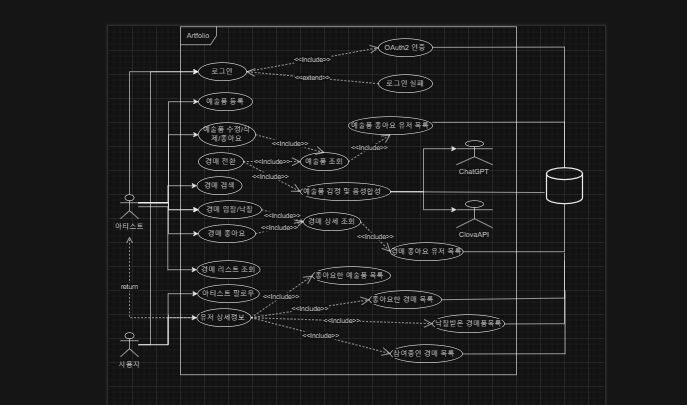 Artfolio
OAuth2 인증
<<Include>>
로그인
<<extend>>
로그인 실패
예술품 등록
예술품 좋아요 유저 목록
예술품 수정/삭
제/좋아요
<<Include>>
<<Include>>
경매 전환
<<Include>>
예술품 조회
ChatGPT
<<Include>>
경매 검색
예술품 감정 및 음성합성
아티스트
경매 입찰/낙찰
<<Include>>
경매 상세 조회
<<Include>>
경매 좋아요
ClovaAPI
<<Include>>
경매 좋아요 유저 목록
경매 리스트 조회
좋아요한 예술품 목록
return
아티스트 팔로우
<<Include>>
<<Include>>
좋아요한 경매 목록
유저 상세정보
<<Include>>
낙찰받은 경매품목록
<<Include>>
참여중인 경매 목록
사용자